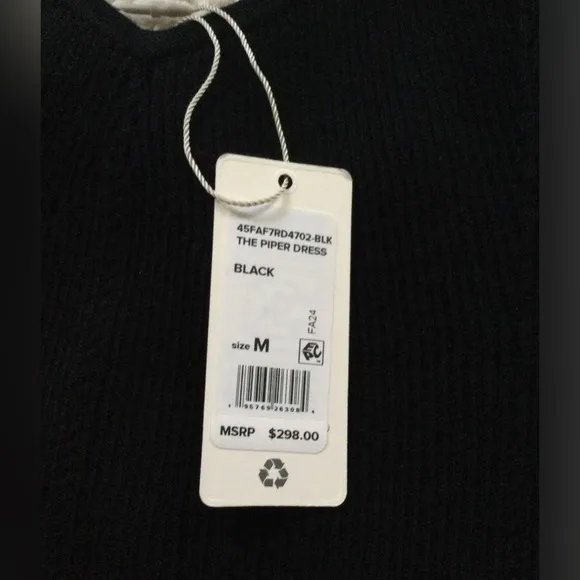 45FAF7RD4702-BLK
THE PIPER DRESS
BLACK
FA24
size M
MSRP $298.00